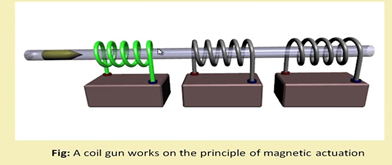 Fig: A coil gun works on the principle of magnetic actuation